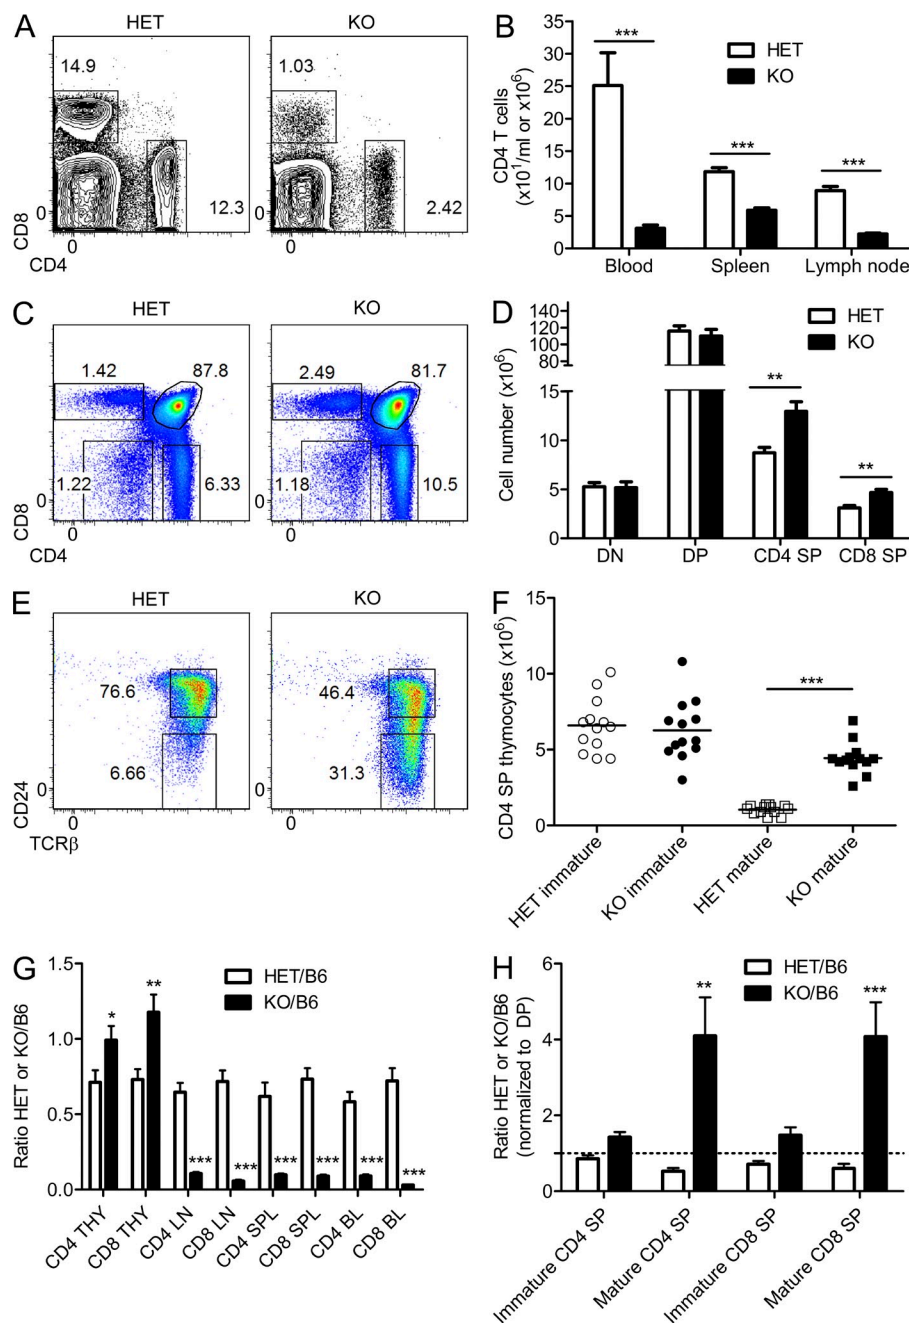 A
HET
KO
14.9
12.3
1.03
2.42
0
0
0
0
CD8
CD4
B
CD4 T cells
(x10¹/ml or x10⁶)
35
30
25
20
15
10
5
0
***
***
***
HET
KO
Blood
Spleen
Lymph node
C
HET
KO
1.42
87.8
1.22
6.33
2.49
81.7
1.18
10.5
0
0
0
0
CD8
CD4
D
Cell number (x10⁶)
140
120
100
80
15
10
5
0
**
**
HET
KO
DN
DP
CD4 SP
CD8 SP
E
HET
KO
76.6
6.66
46.4
31.3
0
0
0
0
CD24
TCRβ
F
CD4 SP thymocytes (x10⁶)
15
10
5
0
***
HET immature
KO immature
HET mature
KO mature
G
Ratio HET or KO/B6
1.5
1.0
0.5
0.0
HET/B6
KO/B6
*
**
***
***
***
***
***
***
CD4 THY
CD8 THY
CD4 LN
CD8 LN
CD4 SPL
CD8 SPL
CD4 BL
CD8 BL
H
Ratio HET or KO/B6
(normalized to DP)
6
4
2
0
HET/B6
KO/B6
**
***
Immature CD4 SP
Mature CD4 SP
Immature CD8 SP
Mature CD8 SP